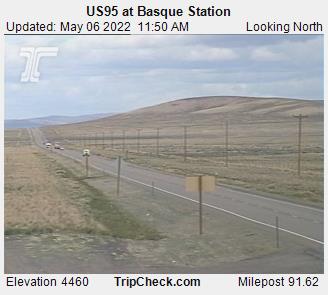 US95 at Basque Station
Updated: May 06 2022 11:50 AM Looking North
Elevation 4460 TripCheck.com Milepost 91.62